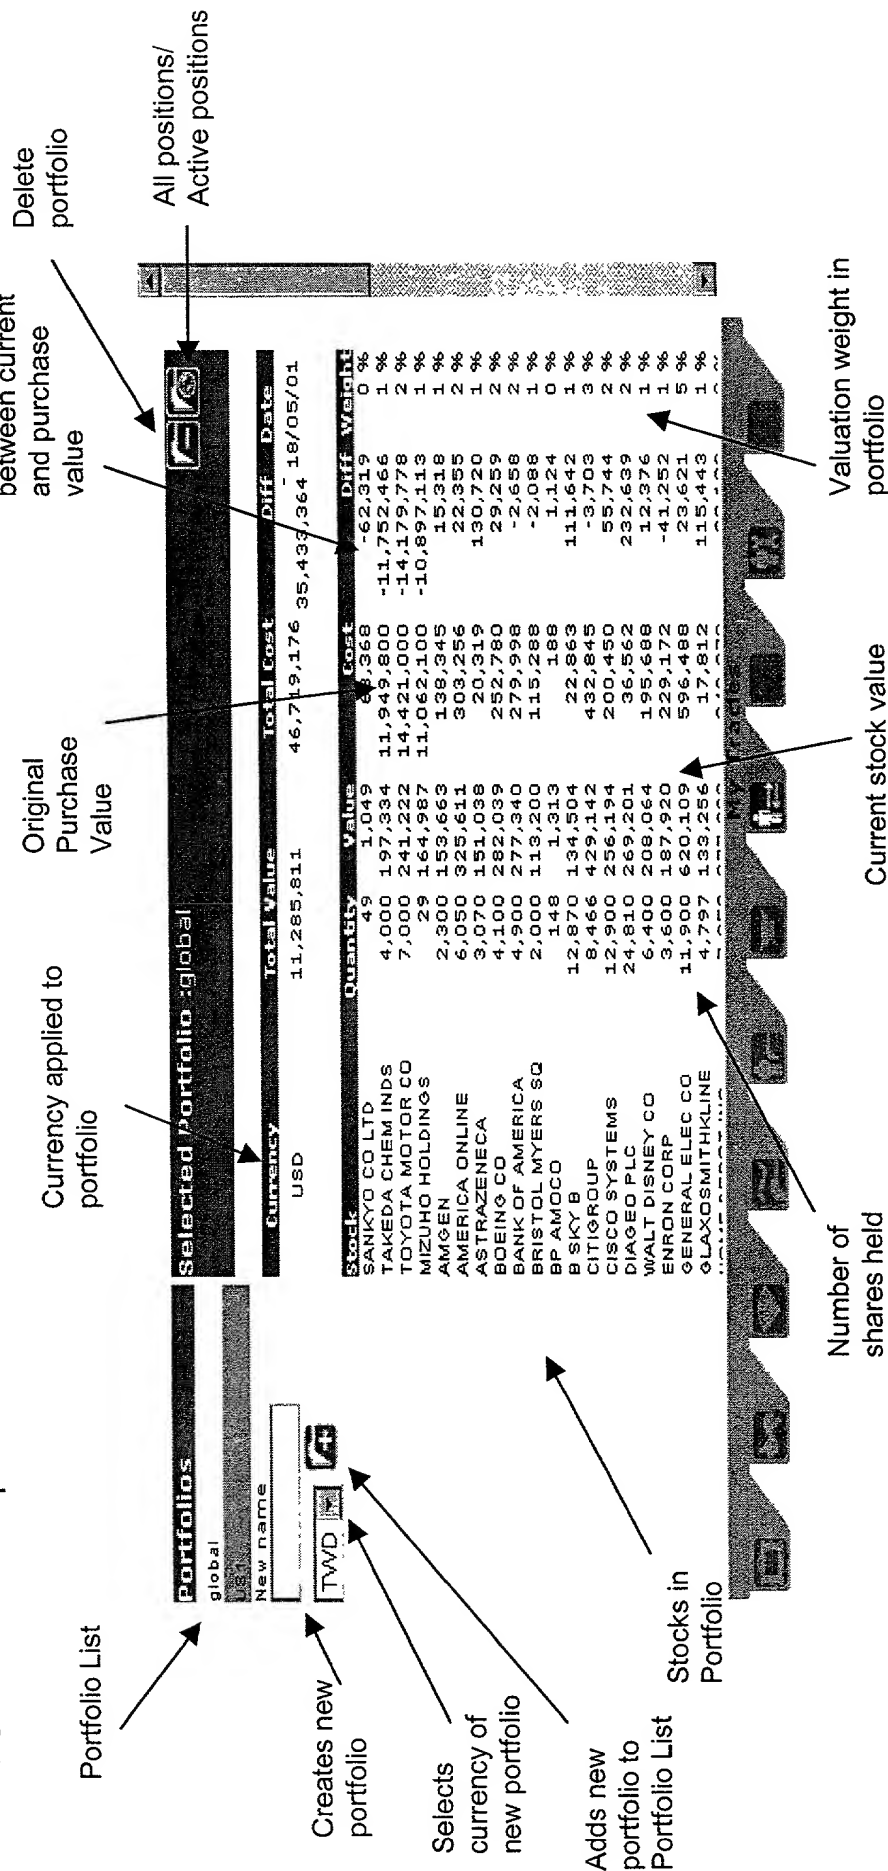 Delete
portfolio
All positions/
Active positions
between current
and purchase
value
Original
Purchase
Value
Currency applied to
portfolio
Portfolio List
Creates new
portfolio
Selects
currency of
new portfolio
Adds new
portfolio to
Portfolio List
Portfolios
global
US1
New name
TWD
Selected Portfolio :global
Currency Total Value Total Cost Diff Date
USD 11,285,811 46,719,176 35,433,364 18/05/01
Stock Quantity Value Cost Diff Weight
SANKYO CO LTD 49 1,049 63,368 -62,319 0 %
TAKEDA CHEM INDS 4,000 197,334 11,949,800 -11,752,466 1 %
TOYOTA MOTOR CO 7,000 241,222 14,421,000 -14,179,778 2 %
MIZUHO HOLDINGS 29 164,987 11,062,100 -10,897,113 1 %
AMGEN 2,300 153,663 138,345 15,318 1 %
AMERICA ONLINE 6,050 325,611 303,256 22,355 2 %
ASTRAZENECA 3,070 151,038 20,319 130,720 1 %
BOEING CO 4,100 282,039 252,780 29,259 2 %
BANK OF AMERICA 4,900 277,340 279,998 -2,658 2 %
BRISTOL MYERS SQ 2,000 113,200 115,288 -2,088 1 %
BP AMOCO 148 1,313 188 1,124 0 %
B SKY B 12,870 134,504 22,863 111,642 1 %
CITIGROUP 8,466 429,142 432,845 -3,703 3 %
CISCO SYSTEMS 12,900 256,194 200,450 55,744 2 %
DIAGEO PLC 24,810 269,201 36,562 232,639 2 %
WALT DISNEY CO 6,400 208,064 195,688 12,376 1 %
ENRON CORP 3,600 187,920 229,172 -41,252 1 %
GENERAL ELEC CO 11,900 620,109 596,488 23,621 5 %
GLAXOSMITHKLINE 4,797 133,256 17,812 115,443 1 %
My Trades
Stocks in
Portfolio
Number of
shares held
Current stock value
Valuation weight in
portfolio